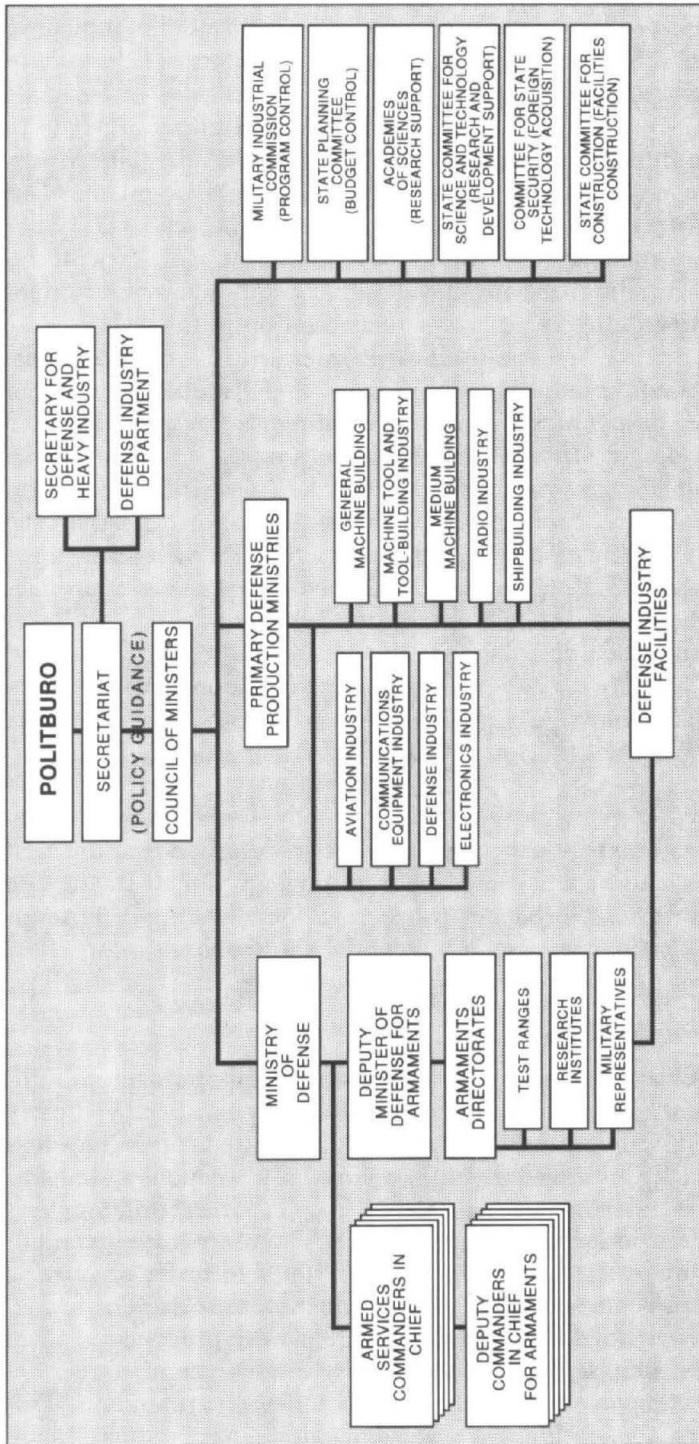 POLITBURO
SECRETARIAT
(POLICY GUIDANCE)
COUNCIL OF MINISTERS
SECRETARY FOR
DEFENSE AND
HEAVY INDUSTRY
DEFENSE INDUSTRY
DEPARTMENT
MINISTRY
OF
DEFENSE
ARMED
SERVICES
COMMANDERS IN
CHIEF
DEPUTY
COMMANDERS
IN CHIEF
FOR ARMAMENTS
DEPUTY
MINISTER OF
DEFENSE FOR
ARMAMENTS
ARMAMENTS
DIRECTORATES
TEST RANGES
RESEARCH
INSTITUTES
MILITARY
REPRESENTATIVES
PRIMARY DEFENSE
PRODUCTION MINISTRIES
AVIATION INDUSTRY
COMMUNICATIONS
EQUIPMENT INDUSTRY
DEFENSE INDUSTRY
ELECTRONICS INDUSTRY
GENERAL
MACHINE BUILDING
MACHINE TOOL AND
TOOL-BUILDING INDUSTRY
MEDIUM
MACHINE BUILDING
RADIO INDUSTRY
SHIPBUILDING INDUSTRY
DEFENSE INDUSTRY
FACILITIES
MILITARY INDUSTRIAL
COMMISSION
(PROGRAM CONTROL)
STATE PLANNING
COMMITTEE
(BUDGET CONTROL)
ACADEMIES
OF SCIENCES
(RESEARCH SUPPORT)
STATE COMMITTEE FOR
SCIENCE AND TECHNOLOGY
(RESEARCH AND
DEVELOPMENT SUPPORT)
COMMITTEE FOR STATE
SECURITY (FOREIGN
TECHNOLOGY ACQUISITION)
STATE COMMITTEE FOR
CONSTRUCTION (FACILITIES
CONSTRUCTION)